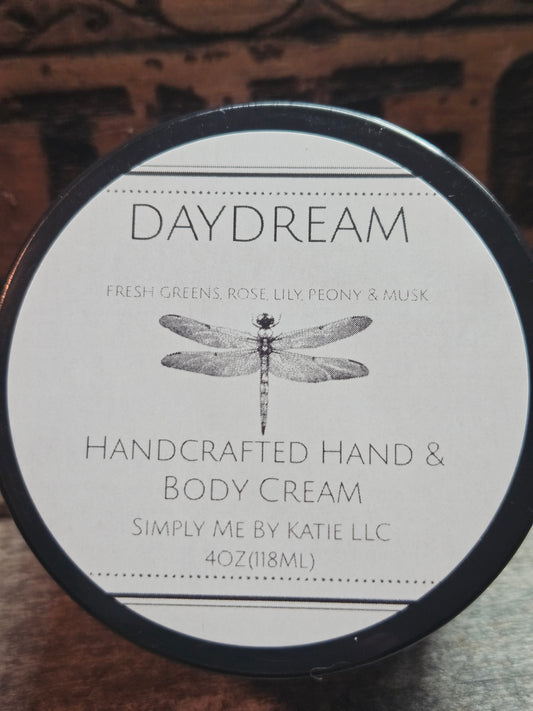 DAYDREAM
FRESH GREENS, ROSE, LILY, PEONY & MUSK
HANDCRAFTED HAND &
BODY CREAM
SIMPLY ME BY KATIE LLC
4OZ(118ML)